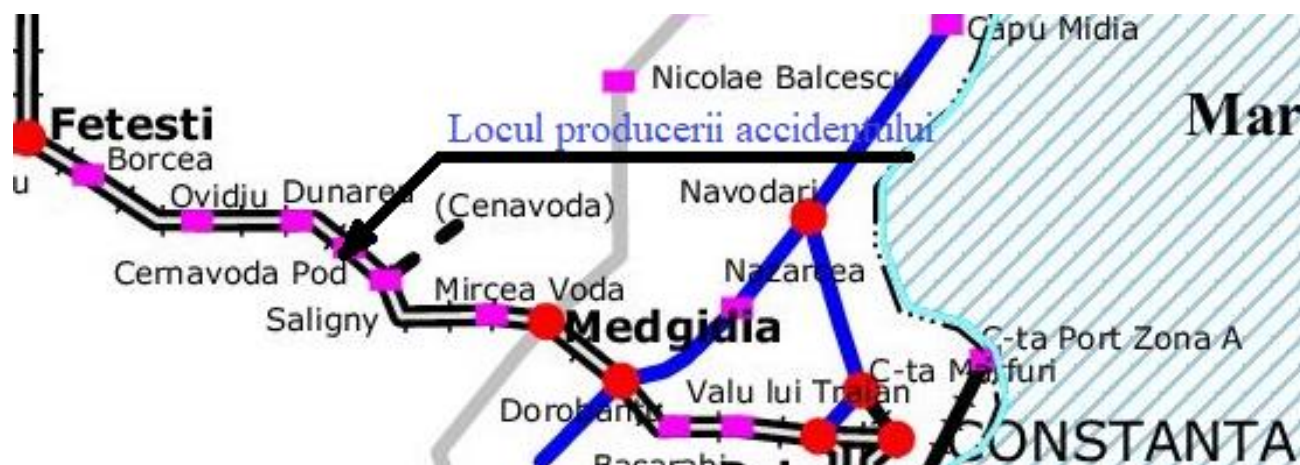 Capu Midia
Nicolae Balcescu
Mar
Fetesti
Locul producerii accidentului
Borcea
u
Ovidiu
Dunarea
(Cenavoda)
Navodari
Cernavoda Pod
Nazarcea
Mircea Voda
Saligny
Medgidia
C-ta Port Zona A
C-ta Marfuri
Valu lui Traian
Dorobantu
CONSTANTA
Basarabi